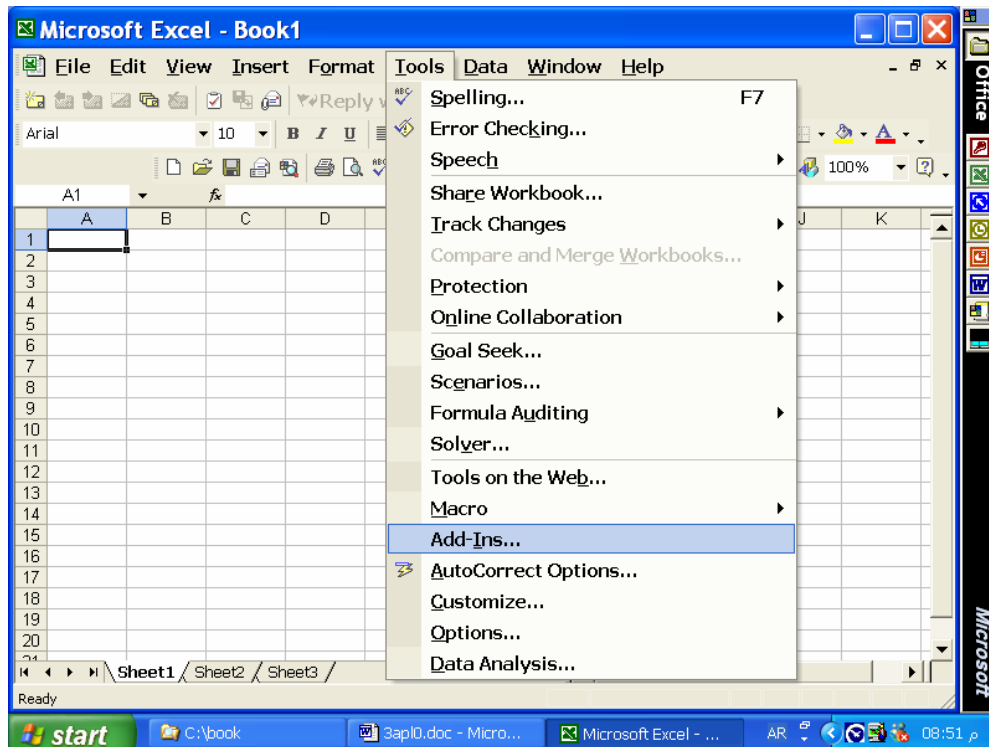 Microsoft Excel - Book1
File Edit View Insert Format Tools Data Window Help
Reply
Arial 10 B I U
100%
A1 fx
A B C D J K
Spelling... F7
Error Checking...
Speech
Share Workbook...
Track Changes
Compare and Merge Workbooks...
Protection
Online Collaboration
Goal Seek...
Scenarios...
Formula Auditing
Solver...
Tools on the Web...
Macro
Add-Ins...
AutoCorrect Options...
Customize...
Options...
Data Analysis...
1
2
3
4
5
6
7
8
9
10
11
12
13
14
15
16
17
18
19
20
21
Sheet1 Sheet2 Sheet3
Ready
Office
Microsoft
start C:\book 3apl0.doc - Micro... Microsoft Excel - ... AR 08:51 م